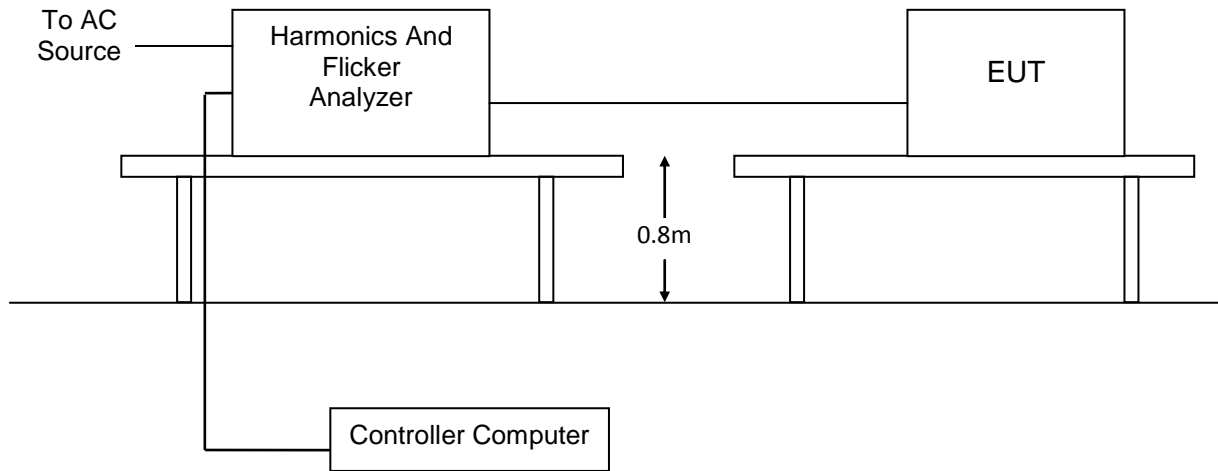 To AC
Source
Harmonics And
Flicker
Analyzer
EUT
0.8m
Controller Computer